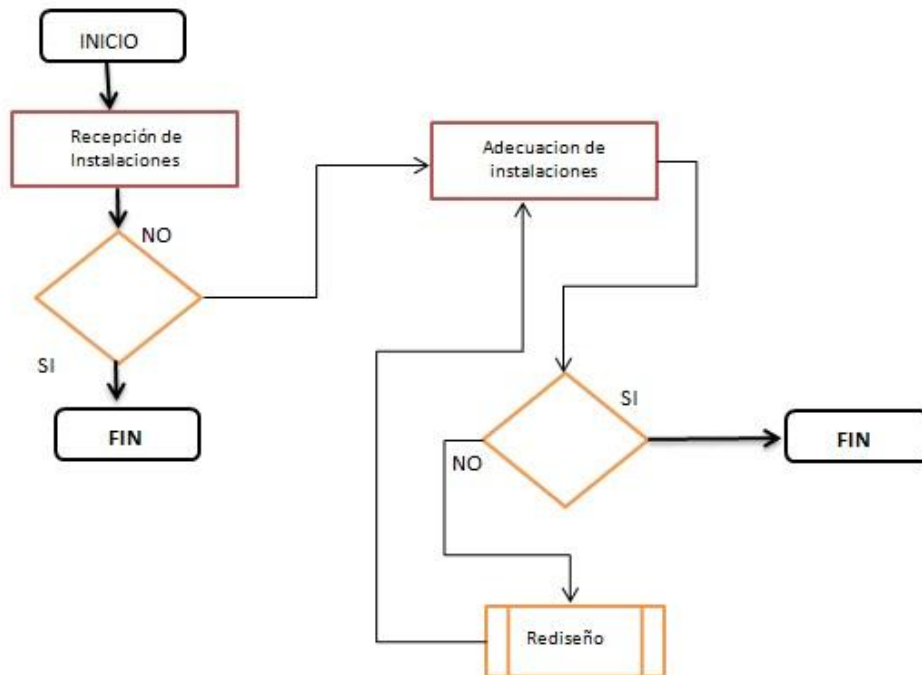 INICIO
Recepción de
Instalaciones
NO
SI
FIN
Adecuacion de
instalaciones
SI
NO
FIN
Rediseño